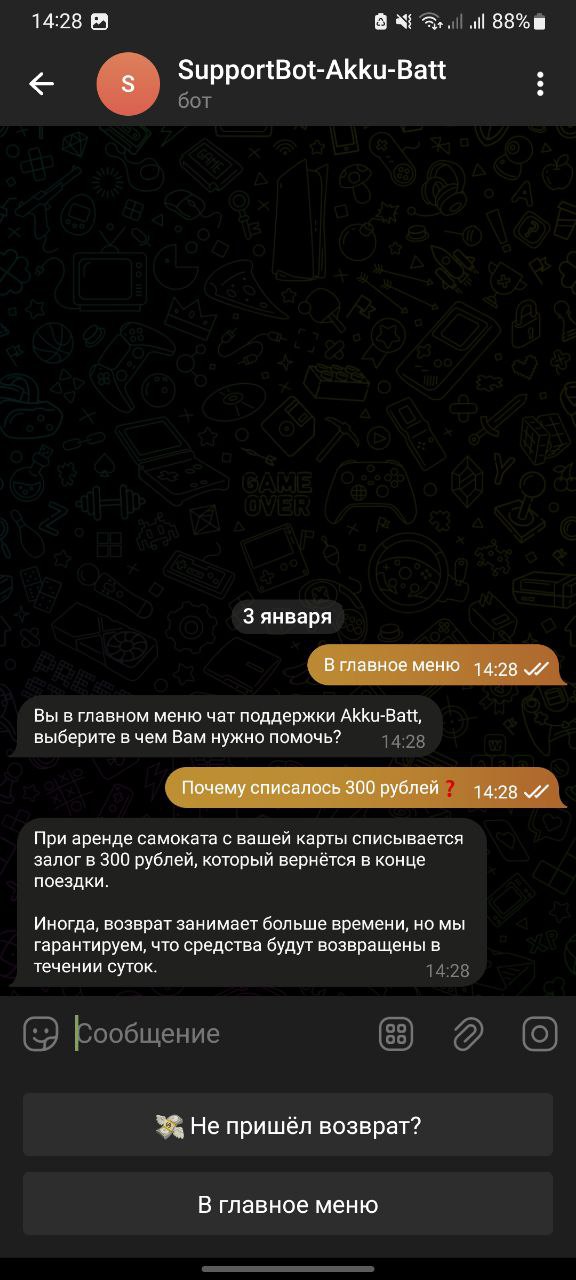 14:28
88%
S
SupportBot-Akku-Batt
бот
GAME
OVER
3 января
В главное меню 14:28
Вы в главном меню чат поддержки Akku-Batt,
выберите в чем Вам нужно помочь?
14:28
Почему списалось 300 рублей❓ 14:28
При аренде самоката с вашей карты списывается
залог в 300 рублей, который вернётся в конце
поездки.
Иногда, возврат занимает больше времени, но мы
гарантируем, что средства будут возвращены в
течении суток.
14:28
Сообщение
💸 Не пришёл возврат?
В главное меню